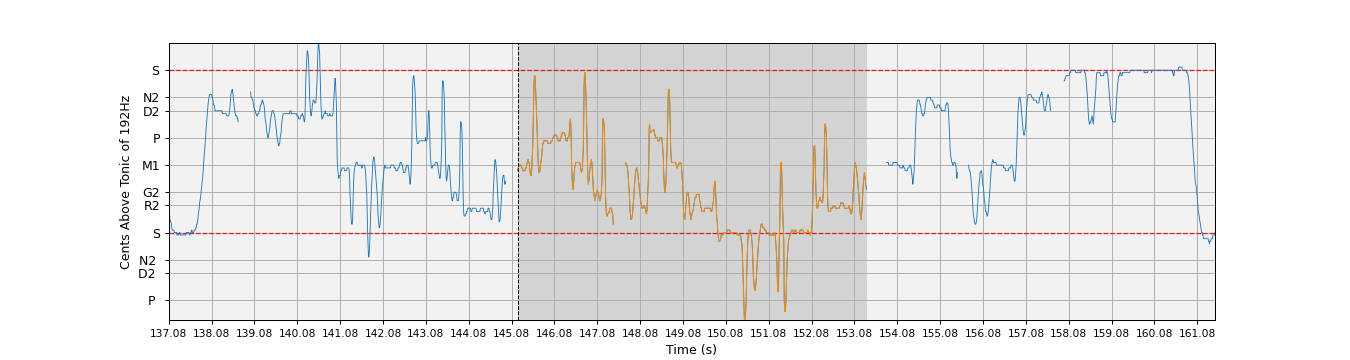 Cents Above Tonic of 192Hz
S
N2
D2
P
M1
G2
R2
S
N2
D2
P
137.08 138.08 139.08 140.08 141.08 142.08 143.08 144.08 145.08 146.08 147.08 148.08 149.08 150.08 151.08 152.08 153.08 154.08 155.08 156.08 157.08 158.08 159.08 160.08 161.08
Time (s)